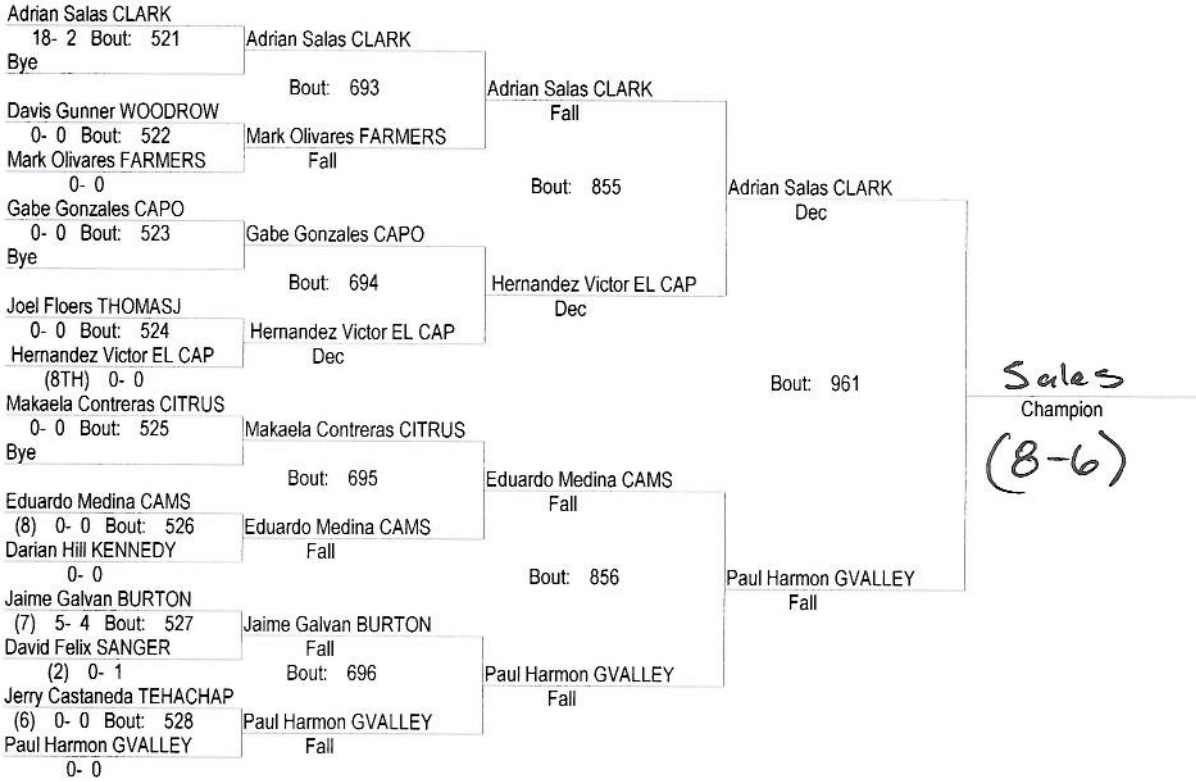 Adrian Salas CLARK
18- 2 Bout: 521
Bye
Davis Gunner WOODROW
0- 0 Bout: 522
Mark Olivares FARMERS
0- 0
Gabe Gonzales CAPO
0- 0 Bout: 523
Bye
Joel Floers THOMASJ
0- 0 Bout: 524
Hernandez Victor EL CAP
(8TH) 0- 0
Makaela Contreras CITRUS
0- 0 Bout: 525
Bye
Eduardo Medina CAMS
(8) 0- 0 Bout: 526
Darian Hill KENNEDY
0- 0
Jaime Galvan BURTON
(7) 5- 4 Bout: 527
David Felix SANGER
(2) 0- 1
Jerry Castaneda TEHACHAP
(6) 0- 0 Bout: 528
Paul Harmon GVALLEY
0- 0
Adrian Salas CLARK
Bout: 693
Mark Olivares FARMERS
Fall
Gabe Gonzales CAPO
Bout: 694
Hernandez Victor EL CAP
Dec
Makaela Contreras CITRUS
Bout: 695
Eduardo Medina CAMS
Fall
Jaime Galvan BURTON
Fall
Bout: 696
Paul Harmon GVALLEY
Fall
Adrian Salas CLARK
Fall
Bout: 855
Hernandez Victor EL CAP
Dec
Eduardo Medina CAMS
Fall
Bout: 856
Paul Harmon GVALLEY
Fall
Adrian Salas CLARK
Dec
Bout: 961
Paul Harmon GVALLEY
Fall
Sales
Champion
(8-6)